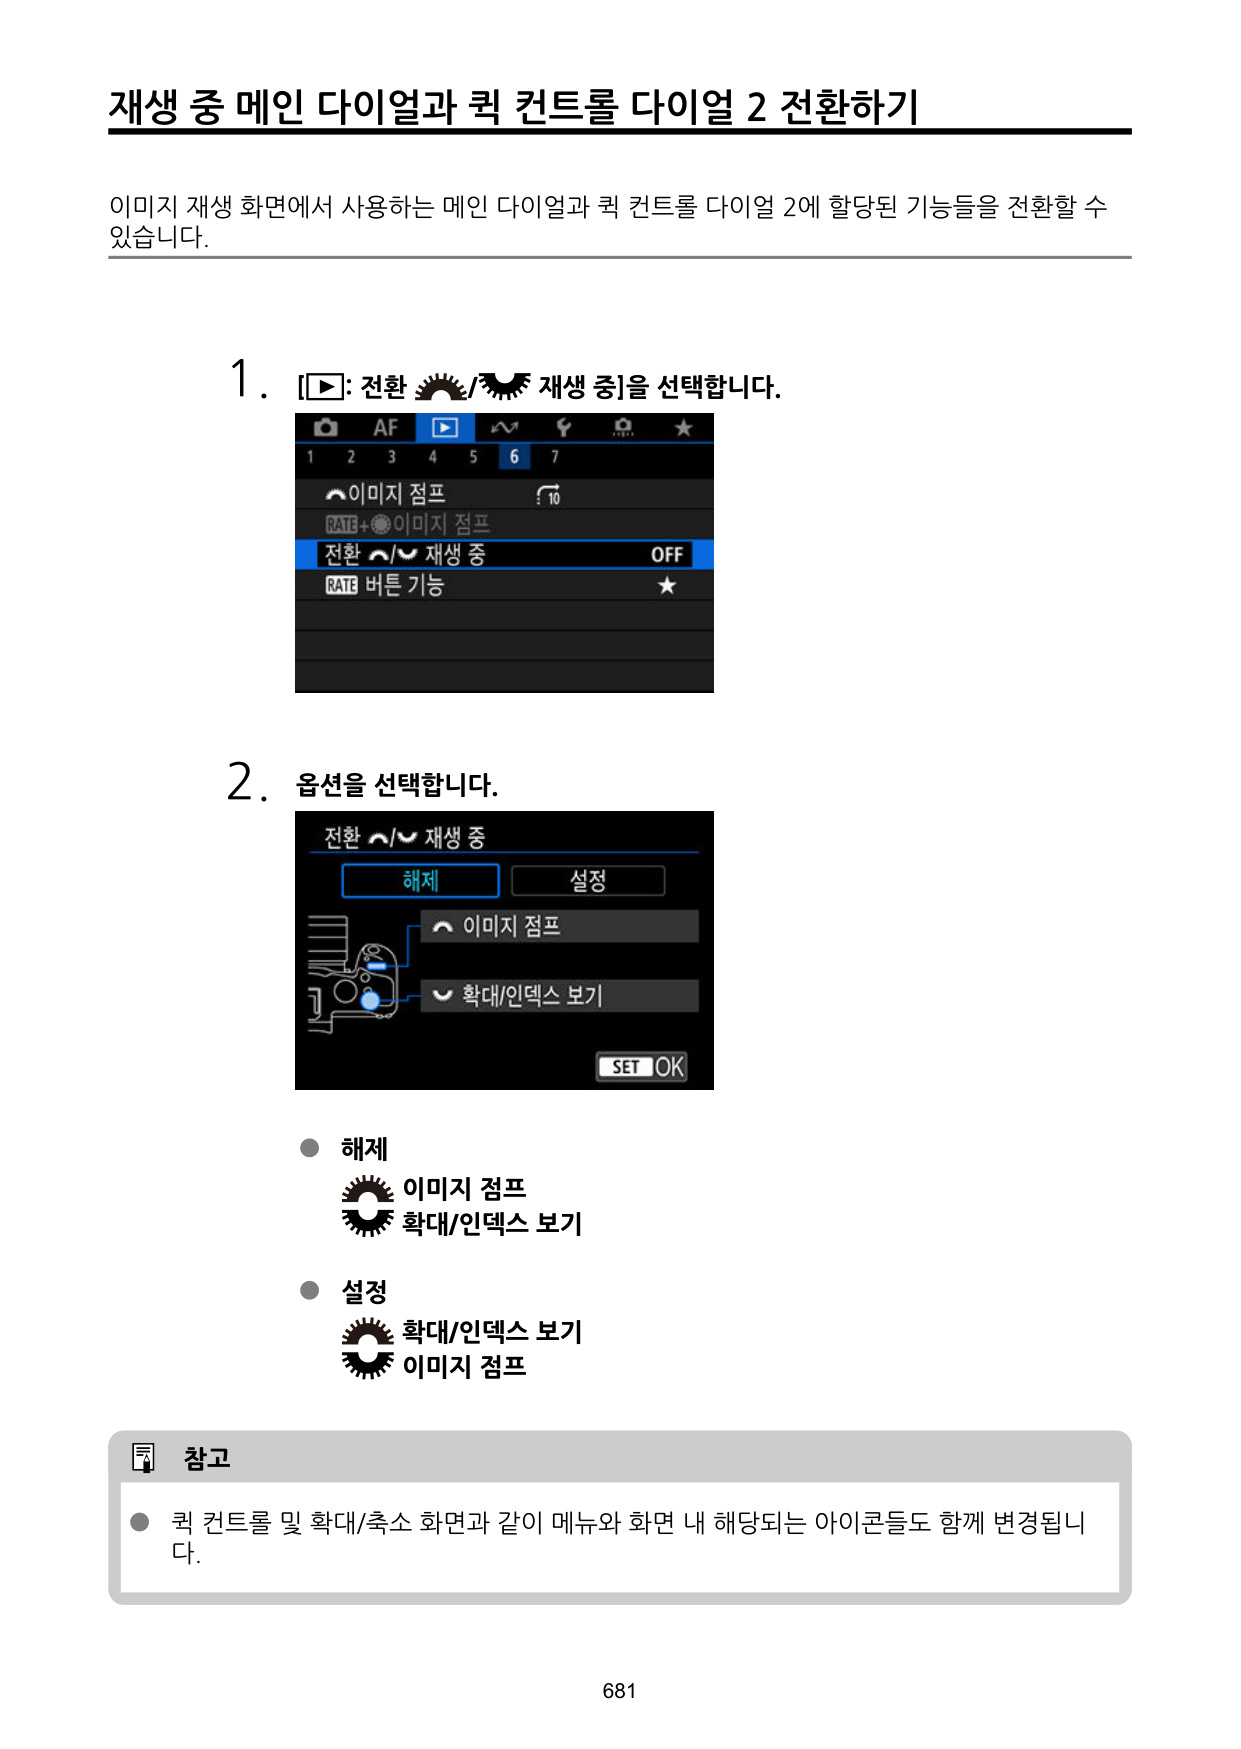 재생 중 메인 다이얼과 퀵 컨트롤 다이얼 2 전환하기
이미지 재생 화면에서 사용하는 메인 다이얼과 퀵 컨트롤 다이얼 2에 할당된 기능들을 전환할 수
있습니다.
1. [▶: 전환 / 재생 중]을 선택합니다.
AF ★
1 2 3 4 5 6 7
이미지 점프 10
RATE+이미지 점프
전환 / 재생 중 OFF
RATE 버튼 기능 ★
2. 옵션을 선택합니다.
전환 / 재생 중
해제 설정
이미지 점프
확대/인덱스 보기
SET OK
● 해제
이미지 점프
확대/인덱스 보기
● 설정
확대/인덱스 보기
이미지 점프
참고
● 퀵 컨트롤 및 확대/축소 화면과 같이 메뉴와 화면 내 해당되는 아이콘들도 함께 변경됩니
다.
681